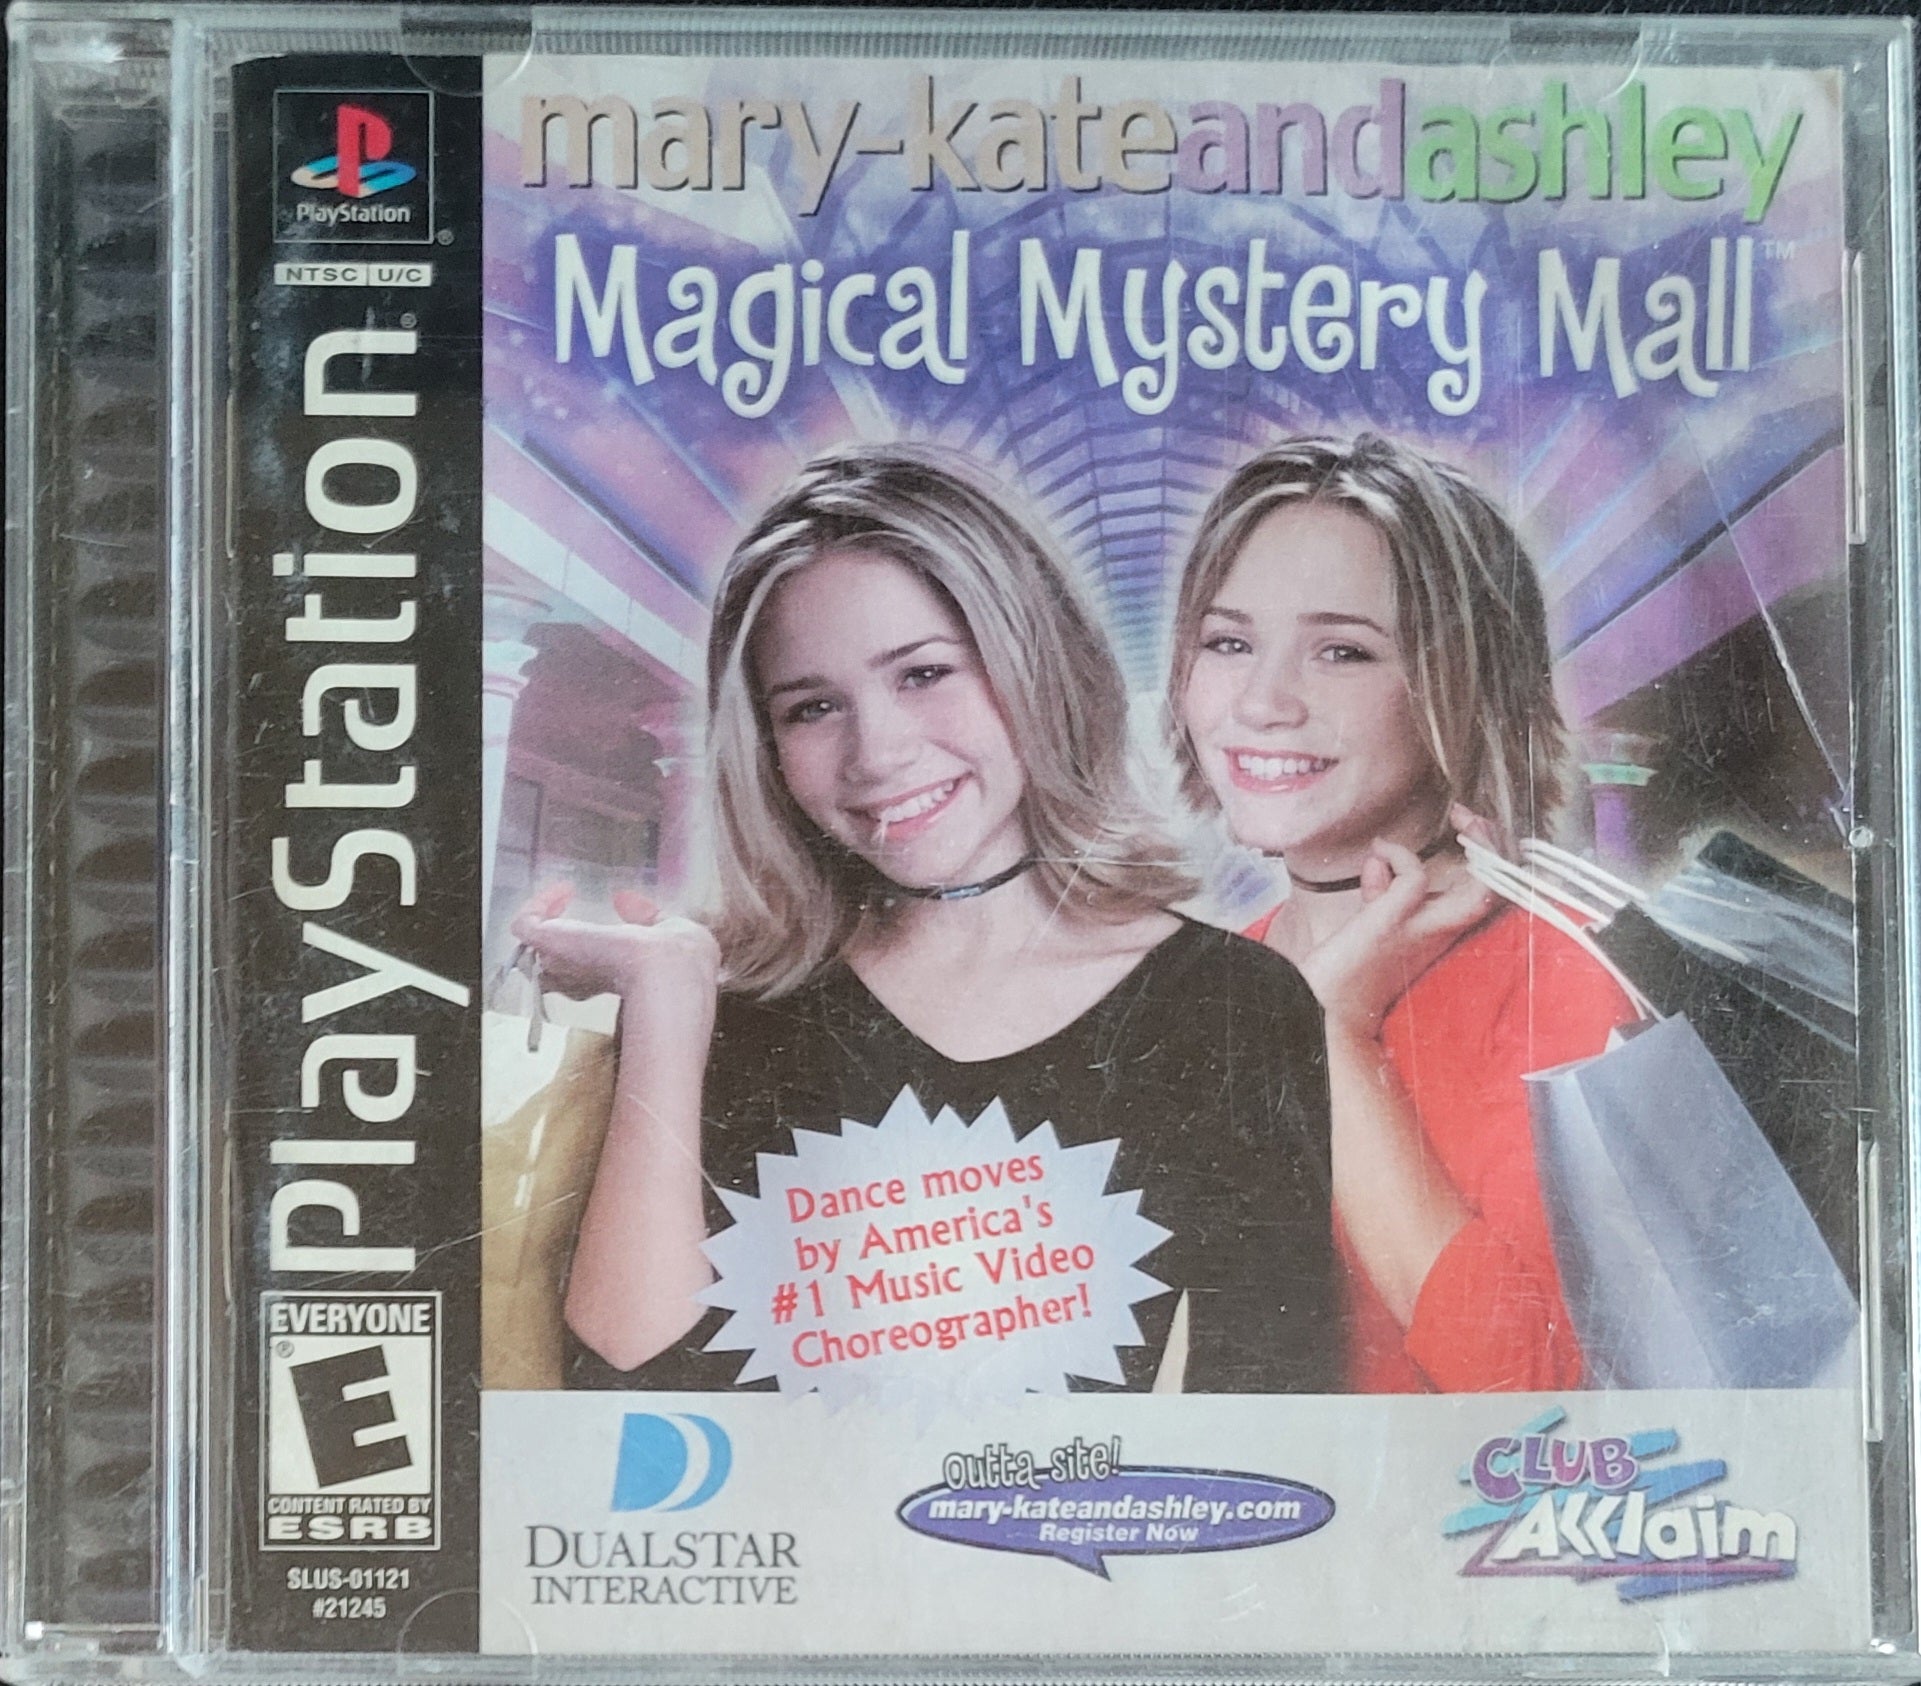 PlayStation
NTSC U/C
PlayStation
EVERYONE
E
CONTENT RATED BY
ESRB
SLUS-01121
#21245
mary-kateandashley
Magical Mystery Mall™
Dance moves
by America's
#1 Music Video
Choreographer!
DUALSTAR
INTERACTIVE
outta site!
mary-kateandashley.com
Register Now
CLUB
Acclaim